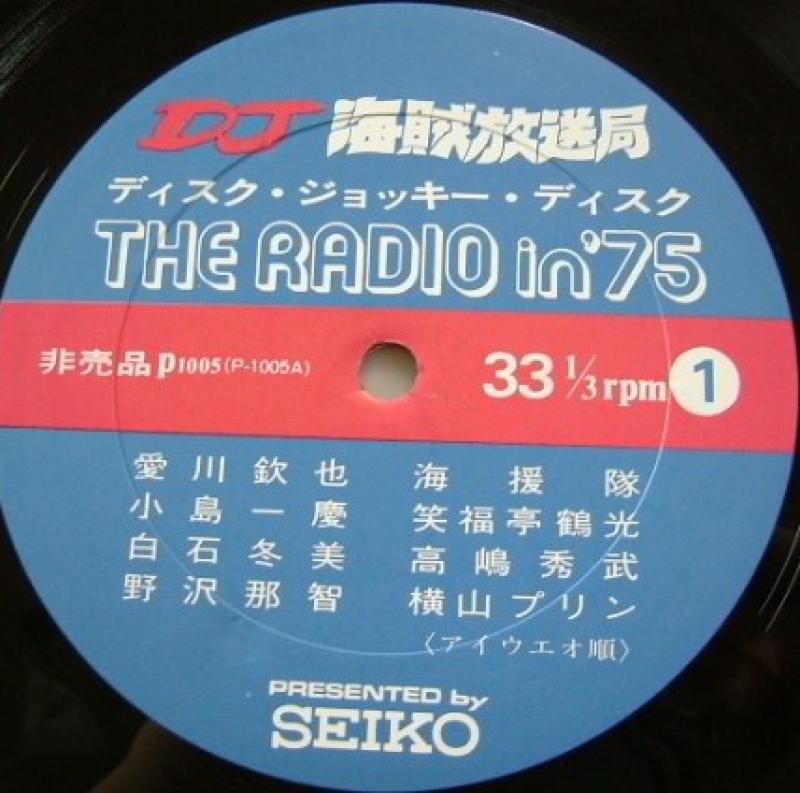 DJ 海賊放送局
ディスク・ジョッキー・ディスク
THE RADIO in'75
非売品 P1005 (P-1005A) 33 1/3 rpm 1
愛川欽也 海援隊
小島一慶 笑福亭鶴光
白石冬美 高嶋秀武
野沢那智 横山プリン
〈アイウエオ順〉
PRESENTED by
SEIKO